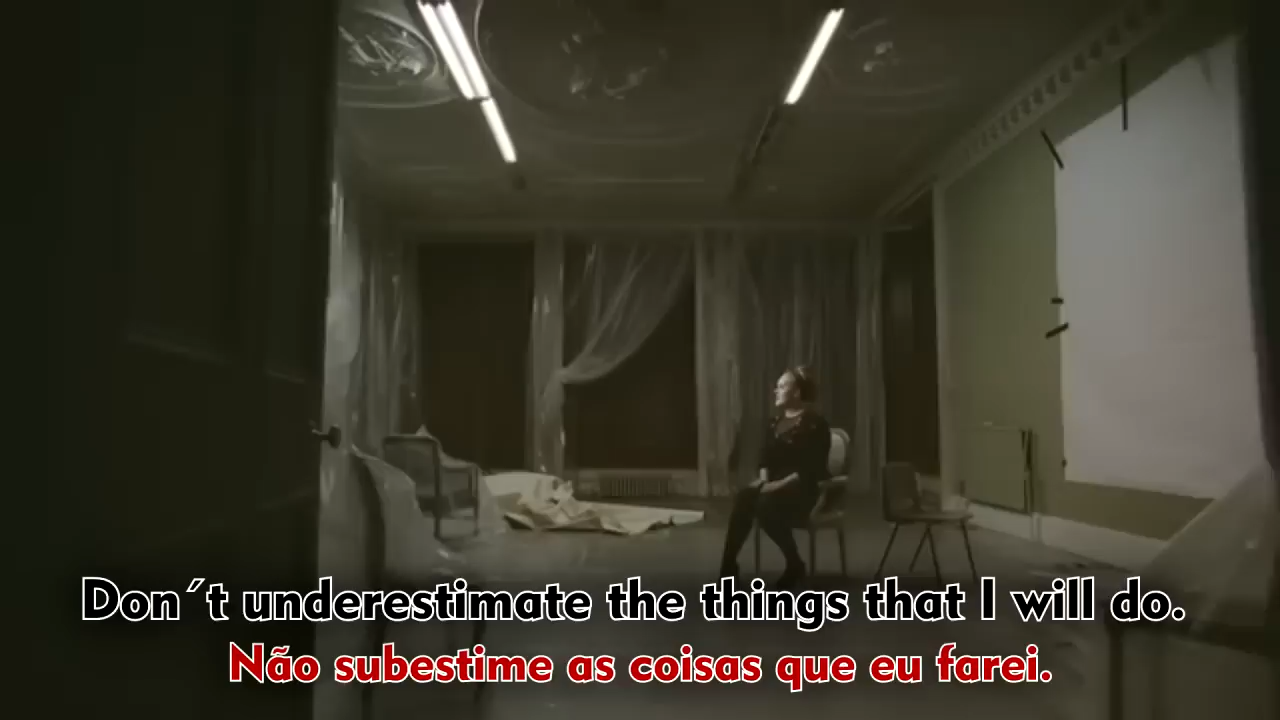 Don´t underestimate the things that I will do.
Não subestime as coisas que eu farei.